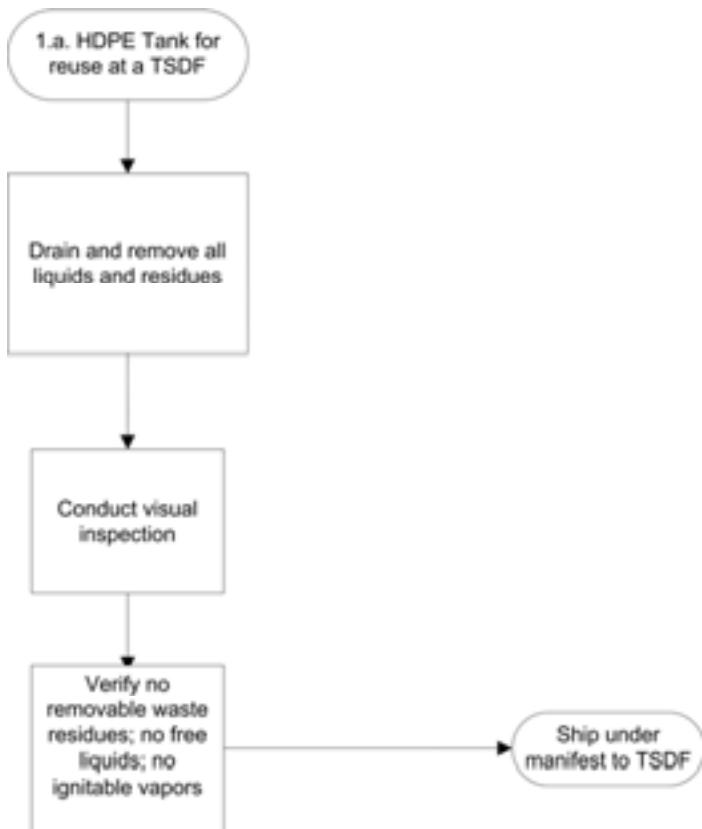 1.a. HDPE Tank for
reuse at a TSDF
Drain and remove all
liquids and residues
Conduct visual
inspection
Verify no
removable waste
residues; no free
liquids; no
ignitable vapors
Ship under
manifest to TSDF